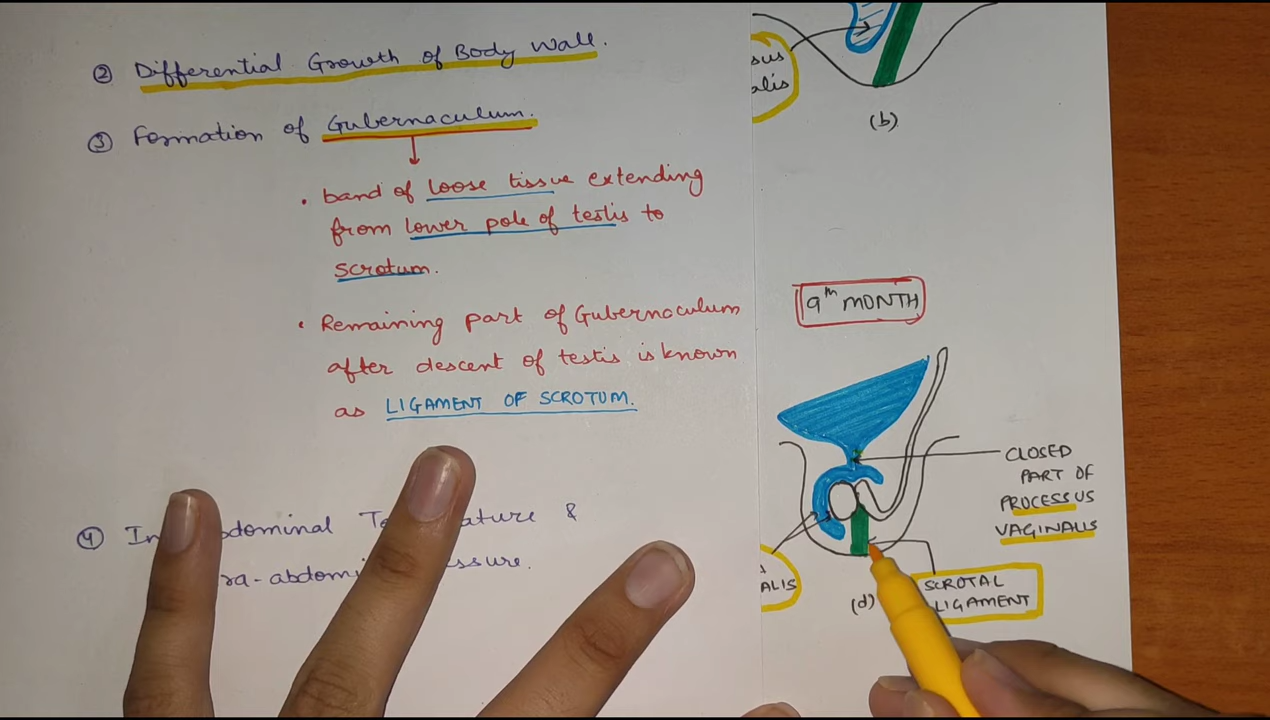 ② Differential Growth of Body Wall.
③ Formation of Gubernaculum.
• band of loose tissue extending
from lower pole of testis to
scrotum.
• Remaining part of Gubernaculum
after descent of testis is known
as LIGAMENT OF SCROTUM.
④ &
(b)
9th MONTH
CLOSED
PART OF
PROCESSUS
VAGINALIS
SCROTAL
LIGAMENT
(d)